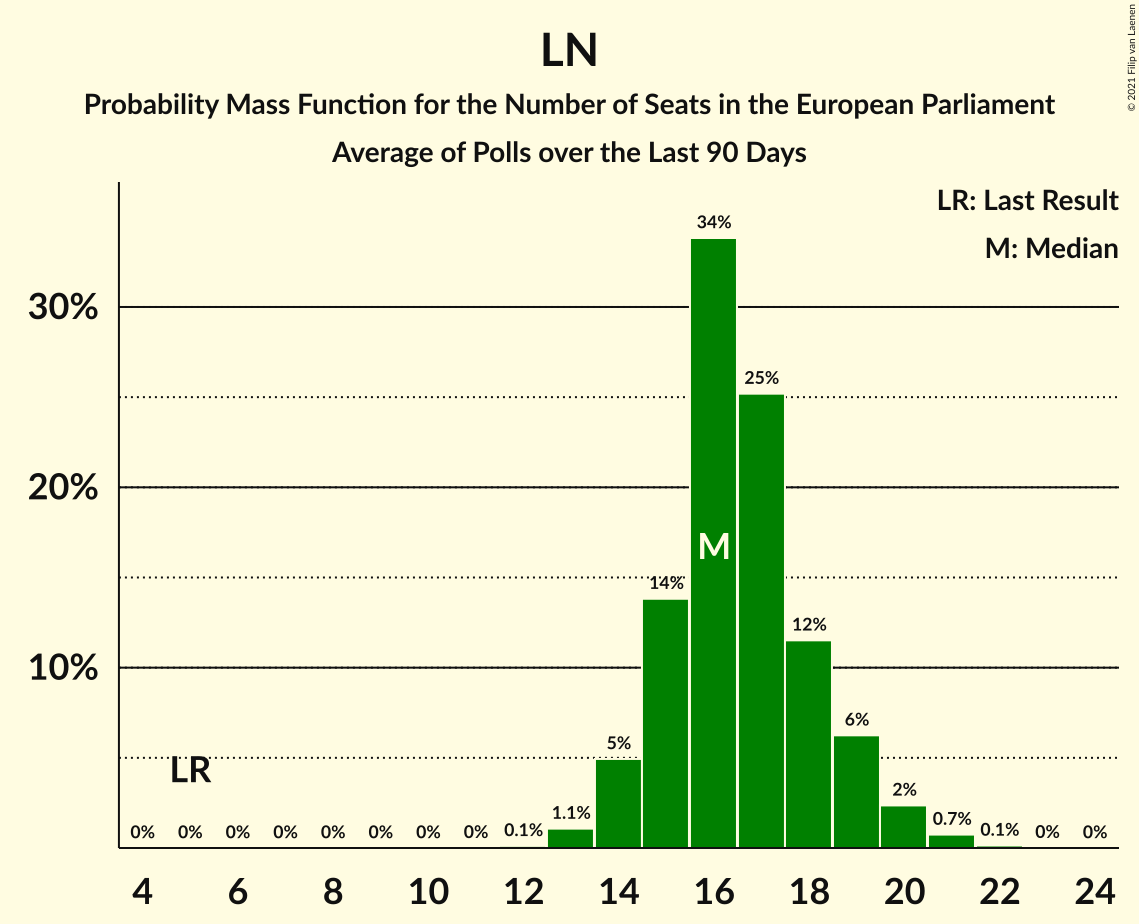 LN
Probability Mass Function for the Number of Seats in the European Parliament
Average of Polls over the Last 90 Days
© 2021 Filip van Laenen
LR: Last Result
M: Median
34%
30%
25%
20%
M
14%
12%
10%
6%
5%
LR
2%
1.1%
0.7%
0% 0% 0% 0% 0% 0% 0% 0% 0.1% 0.1% 0% 0%
4 6 8 10 12 14 16 18 20 22 24